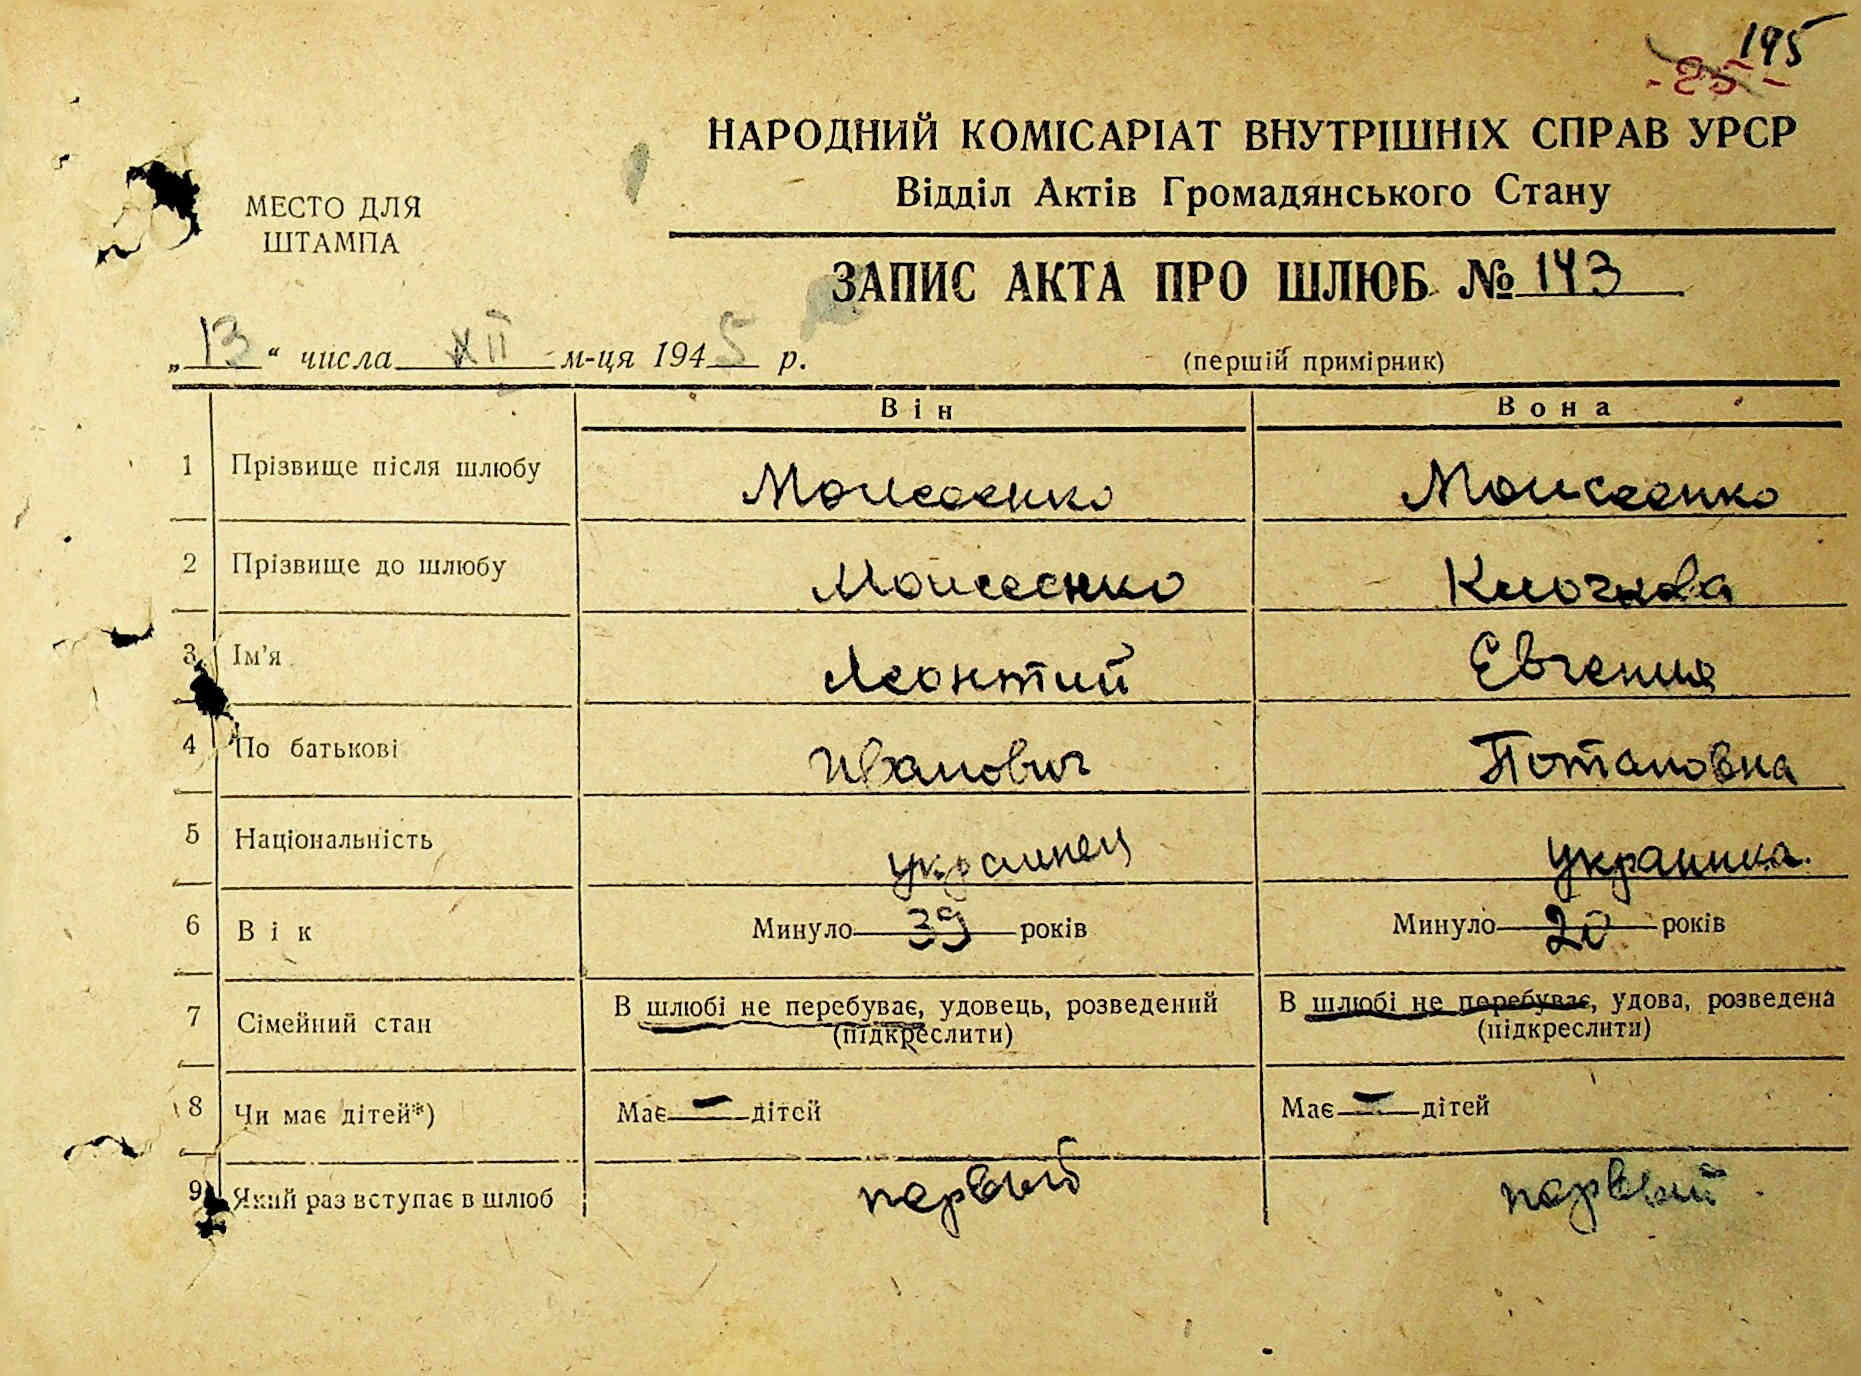 195
- 25 -
НАРОДНИЙ КОМІСАРІАТ ВНУТРІШНІХ СПРАВ УРСР
Відділ Актів Громадянського Стану
МЕСТО ДЛЯ
ШТАМПА
ЗАПИС АКТА ПРО ШЛЮБ № 143
„13“ числа XII м-ця 1945 р.
(першій примірник)
Він Вона
1 Прізвище після шлюбу Моисеенко Моисеенко
2 Прізвище до шлюбу Моисеенко Клочкова
3 Ім'я Леонтий Евгения
4 По батькові Иванович Потаповна
5 Національність украинец украинка.
6 Вік Минуло 39 років Минуло 20 років
7 Сімейний стан В шлюбі не перебуває, удовець, розведений В шлюбі не перебуває, удова, розведена
(підкреслити) (підкреслити)
8 Чи має дітей*) Має — дітей Має — дітей
9 Який раз вступає в шлюб первый первый